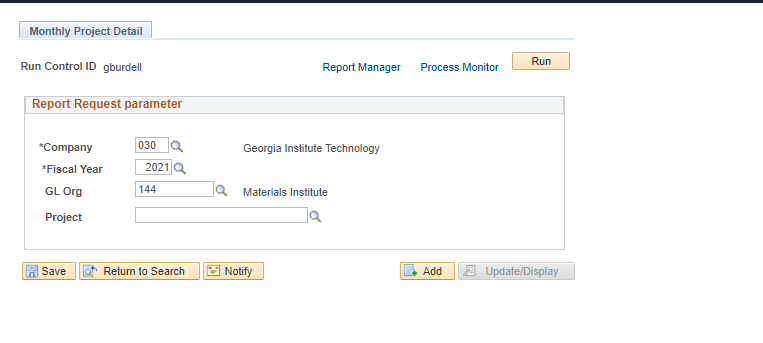 Monthly Project Detail
Run Control ID gburdell Report Manager Process Monitor Run
Report Request parameter
*Company 030 Georgia Institute Technology
*Fiscal Year 2021
GL Org 144 Materials Institute
Project
Save Return to Search Notify Add Update/Display